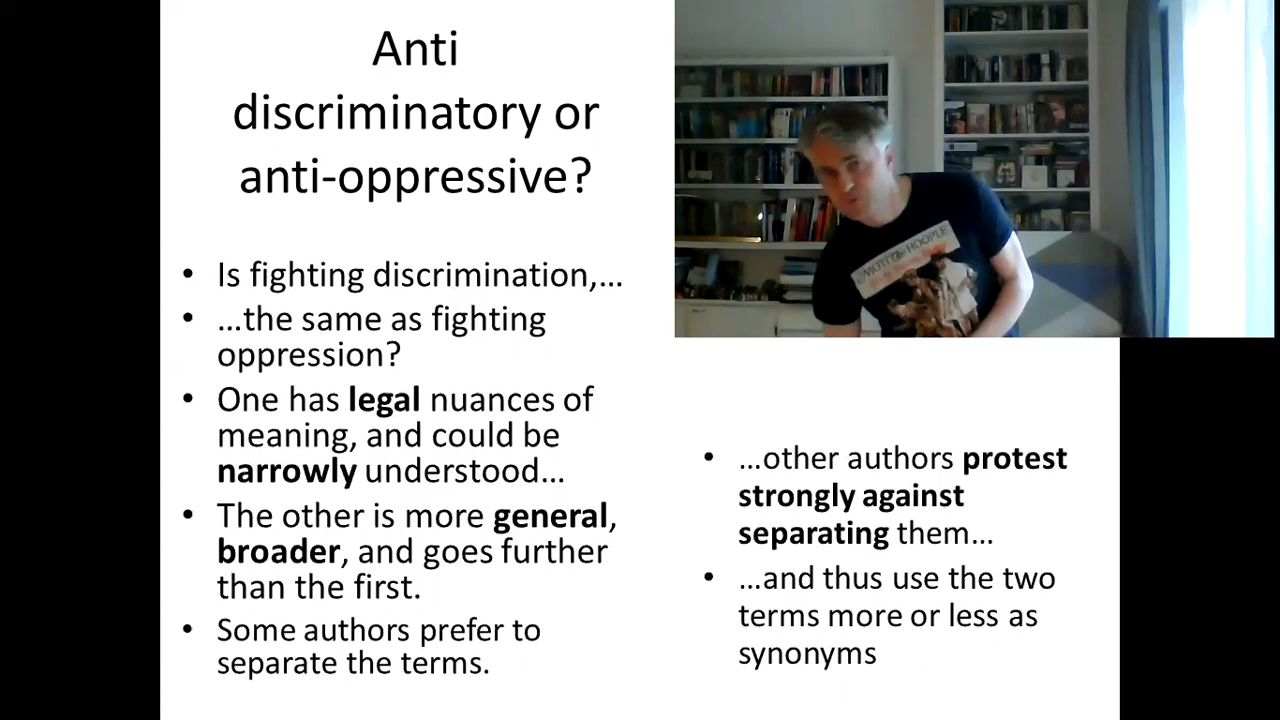 Anti
discriminatory or
anti-oppressive?
• Is fighting discrimination,...
• ...the same as fighting
oppression?
• One has legal nuances of
meaning, and could be
narrowly understood...
• The other is more general,
broader, and goes further
than the first.
• Some authors prefer to
separate the terms.
MOTT the HOOPLE
• ...other authors protest
strongly against
separating them...
• ...and thus use the two
terms more or less as
synonyms